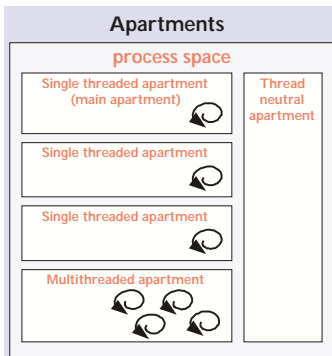 Apartments
process space
Single threaded apartment
(main apartment)
Thread
neutral
apartment
Single threaded apartment
Single threaded apartment
Multithreaded apartment